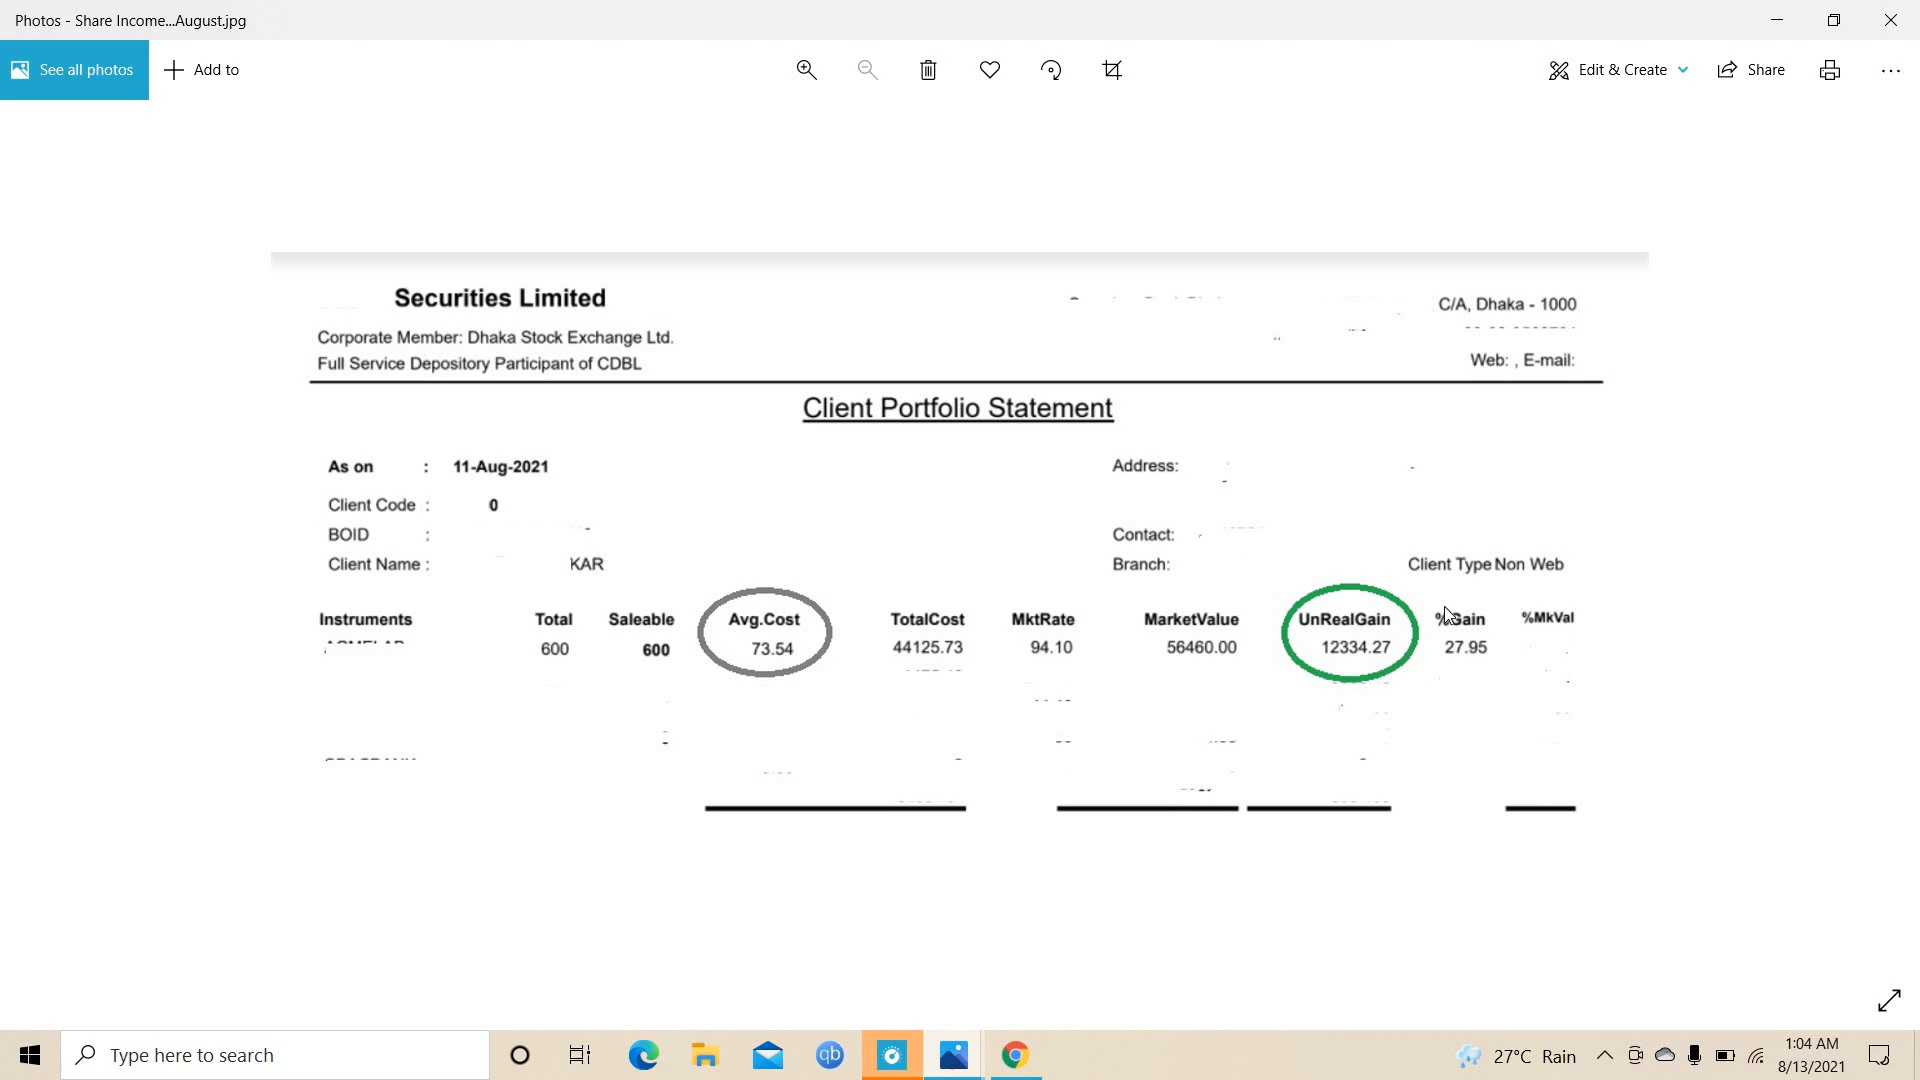 Photos - Share Income...August.jpg
See all photos
Add to
Edit & Create
Share
Securities Limited
C/A, Dhaka - 1000
Corporate Member: Dhaka Stock Exchange Ltd.
Full Service Depository Participant of CDBL
Web: , E-mail:
Client Portfolio Statement
As on : 11-Aug-2021
Address:
Client Code : 0
BOID :
Contact:
Client Name : KAR
Branch:
Client Type Non Web
Instruments Total Saleable Avg.Cost TotalCost MktRate MarketValue UnRealGain %Gain %MkVal
600 600 73.54 44125.73 94.10 56460.00 12334.27 27.95
Type here to search
qb
27°C Rain
1:04 AM
8/13/2021